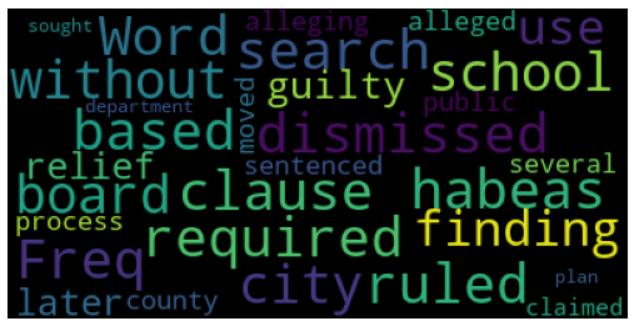 sought Word alleging alleged use
without search school
department moved guilty public
based dismissed
relief sentenced several
board clause habeas
process required finding
Freq city ruled plan
later county claimed